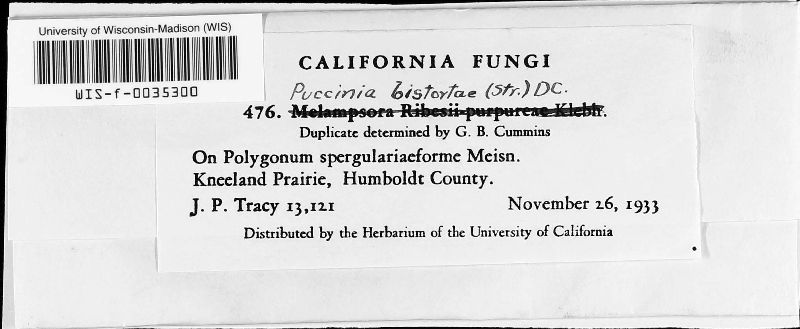 University of Wisconsin-Madison (WIS)
WIS-f-0035300
CALIFORNIA FUNGI
Puccinia bistortae (Str.) DC.
476. Melampsora Ribesii-purpureae Klebh.
Duplicate determined by G. B. Cummins
On Polygonum spergulariaeforme Meisn.
Kneeland Prairie, Humboldt County.
J. P. Tracy 13,121 November 26, 1933
Distributed by the Herbarium of the University of California